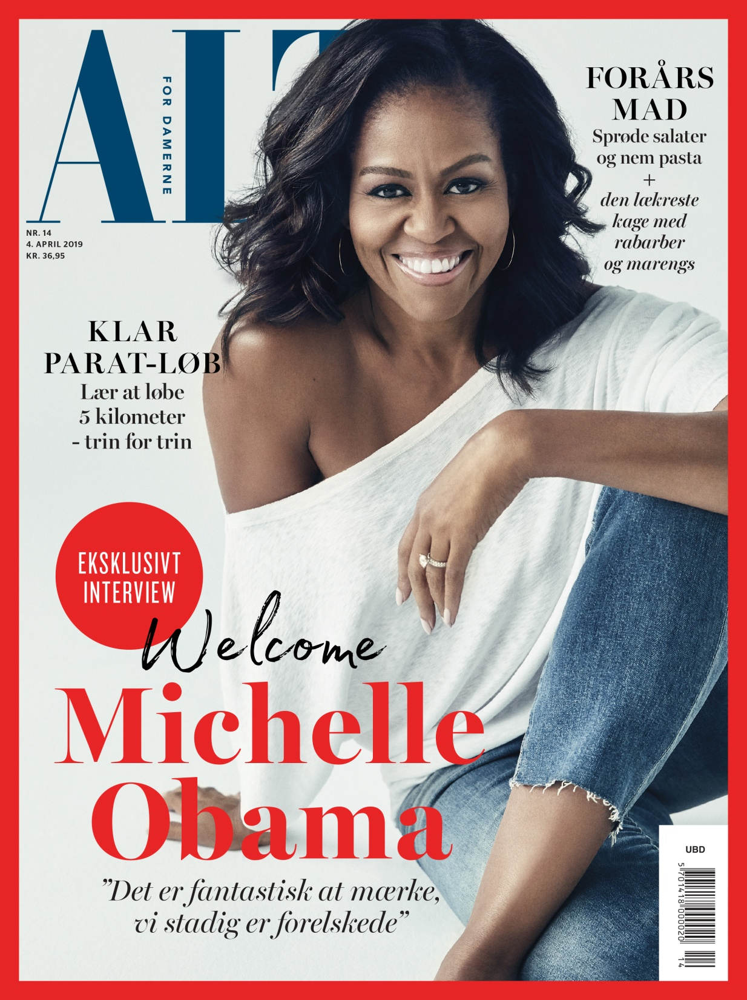 ALT
FOR DAMERNE
NR. 14
4. APRIL 2019
KR. 36,95
FORÅRS
MAD
Sprøde salater
og nem pasta
+
den lækreste
kage med
rabarber
og marengs
KLAR
PARAT-LØB
Lær at løbe
5 kilometer
- trin for trin
EKSKLUSIVT
INTERVIEW
Welcome
Michelle
Obama
”Det er fantastisk at mærke,
vi stadig er forelskede”
UBD
5 701418 000020
14